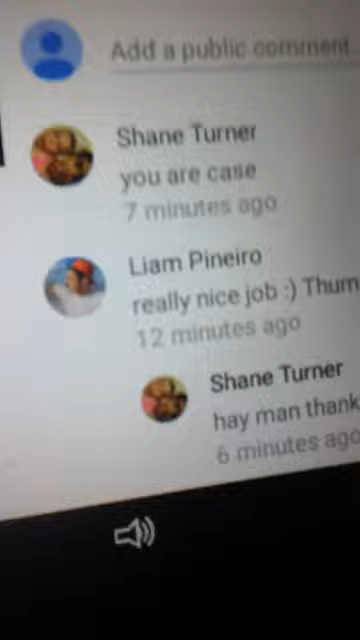 Add a public comment
Shane Turner
you are case
7 minutes ago
Liam Pineiro
really nice job :) Thum
12 minutes ago
Shane Turner
hay man thank
6 minutes ago